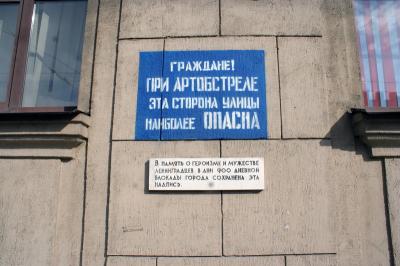 ГРАЖДАНЕ!
ПРИ АРТОБСТРЕЛЕ
ЭТА СТОРОНА УЛИЦЫ
НАИБОЛЕЕ ОПАСНА
В ПАМЯТЬ О ГЕРОИЗМЕ И МУЖЕСТВЕ
ЛЕНИНГРАДЦЕВ В ДНИ 900 ДНЕВНОЙ
БЛОКАДЫ ГОРОДА СОХРАНЕНА ЭТА
НАДПИСЬ.